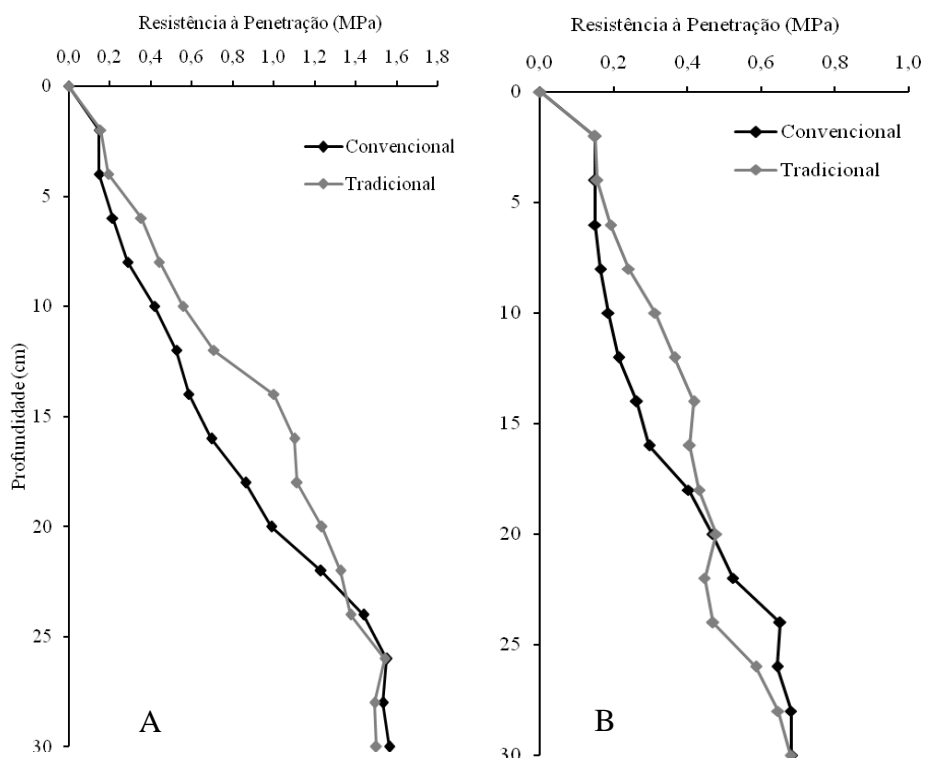 Resistência à Penetração (MPa)
0,0 0,2 0,4 0,6 0,8 1,0 1,2 1,4 1,6 1,8
0
5
10
15
20
25
30
Profundidade (cm)
Convencional
Tradicional
A
Resistência à Penetração (MPa)
0,0 0,2 0,4 0,6 0,8 1,0
0
5
10
15
20
25
30
Convencional
Tradicional
B